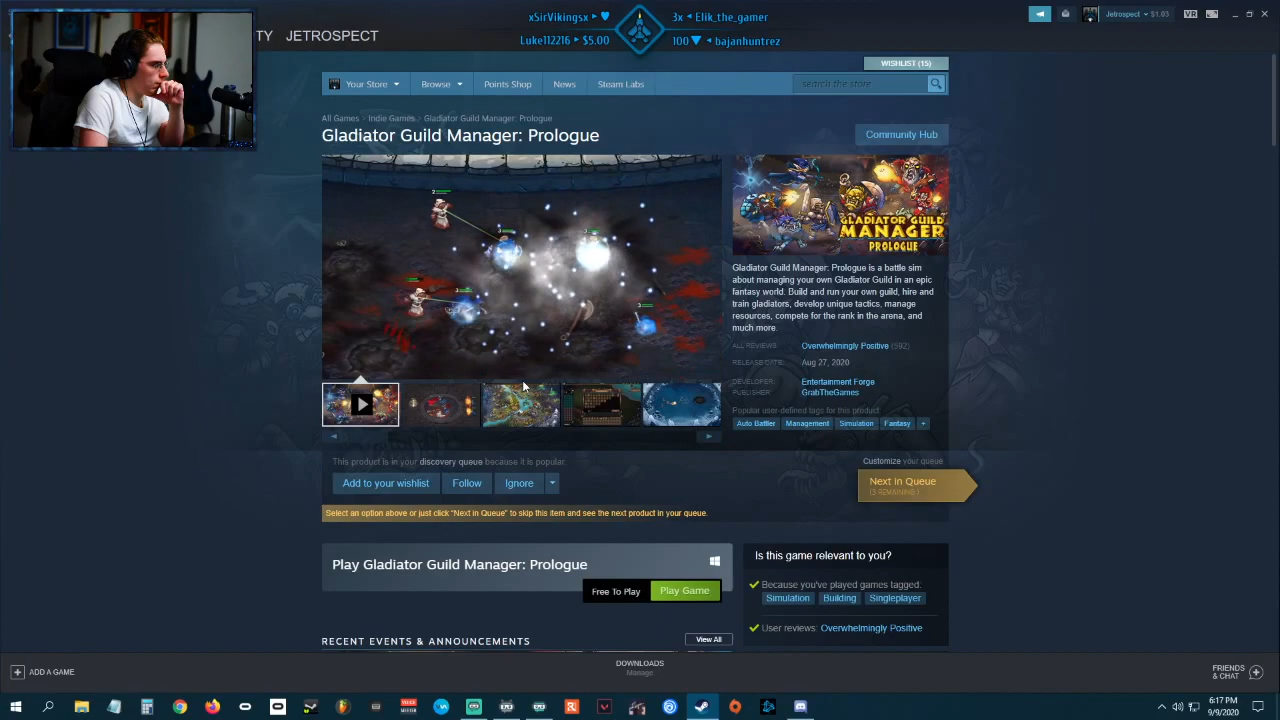 xSirVikingsx ▸ ♥
3x ◂ Elik_the_gamer
Luke112216 ▸ $5.00
100 ▼ ◂ bajanhuntrez
Jetrospect
$1.03
VR
TY JETROSPECT
WISHLIST (15)
Your Store
Browse
Points Shop
News
Steam Labs
search the store
All Games > Indie Games > Gladiator Guild Manager: Prologue
Gladiator Guild Manager: Prologue
Community Hub
GLADIATOR GUILD
MANAGER
PROLOGUE
Gladiator Guild Manager: Prologue is a battle sim
about managing your own Gladiator Guild in an epic
fantasy world. Build and run your own guild, hire and
train gladiators, develop unique tactics, manage
resources, compete for the rank in the arena, and
much more.
ALL REVIEWS: Overwhelmingly Positive (592)
RELEASE DATE: Aug 27, 2020
DEVELOPER: Entertainment Forge
PUBLISHER: GrabTheGames
Popular user-defined tags for this product
Auto Battler Management Simulation Fantasy +
This product is in your discovery queue because it is popular.
Customize your queue
Add to your wishlist
Follow
Ignore
Next in Queue
Select an option above or just click "Next in Queue" to skip this item and see the next product in your queue.
Play Gladiator Guild Manager: Prologue
Free To Play
Play Game
Is this game relevant to you?
Because you've played games tagged:
Simulation Building Singleplayer
User reviews: Overwhelmingly Positive
RECENT EVENTS & ANNOUNCEMENTS
View All
ADD A GAME
DOWNLOADS
Manage
FRIENDS
& CHAT
6:17 PM
9/9/2020